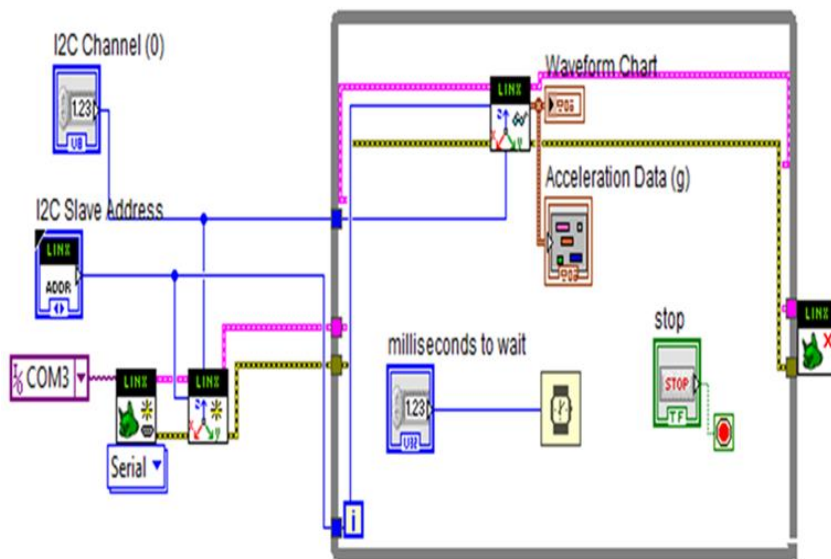 I2C Channel (0)
1.23
U8
I2C Slave Address
LINX
ADDR
I/O COM3
LINX
LINX
z
x y
Serial
Waveform Chart
LINX
z
x y
Acceleration Data (g)
milliseconds to wait
1.23
U32
stop
STOP
TF
i
LINX
X